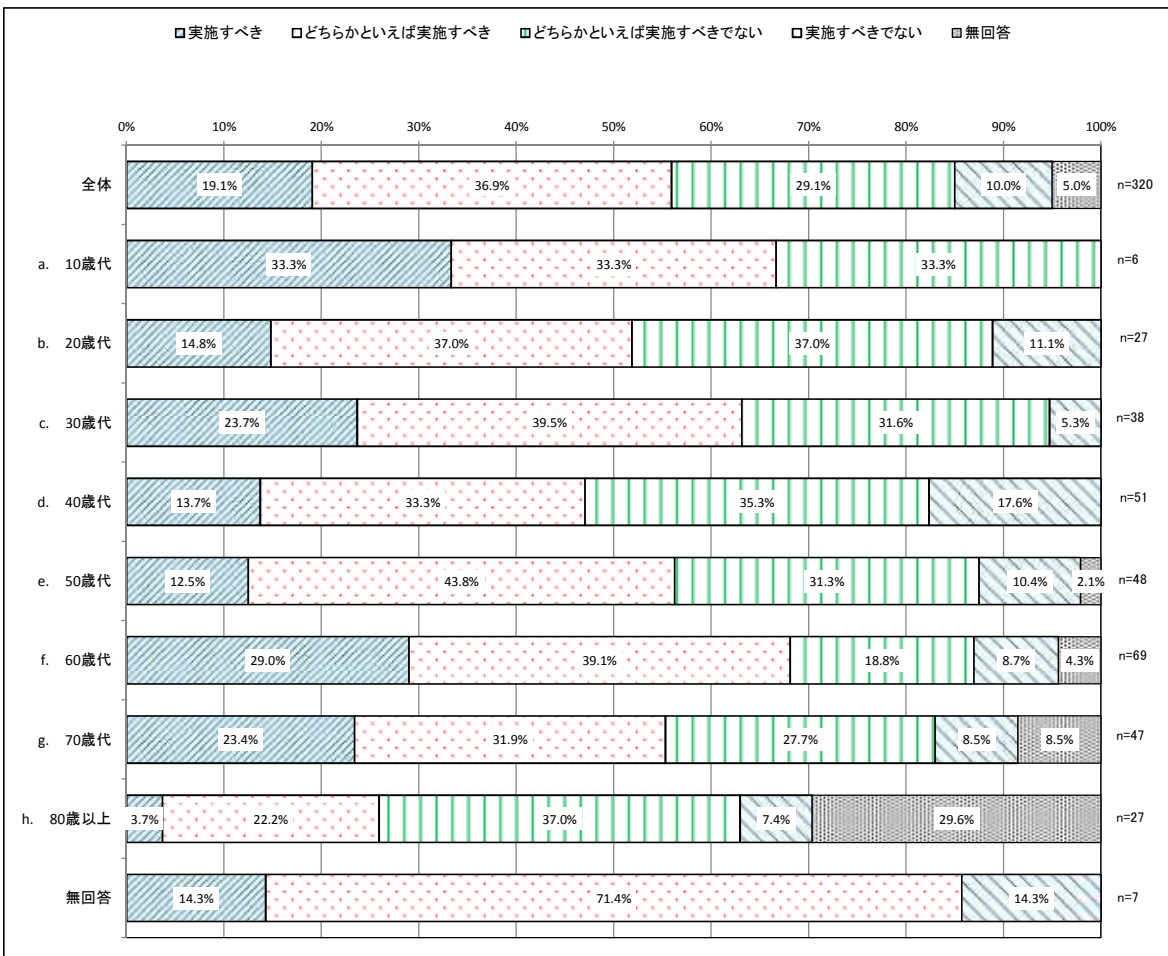 実施すべき どちらかといえば実施すべき どちらかといえば実施すべきでない 実施すべきでない 無回答
0% 10% 20% 30% 40% 50% 60% 70% 80% 90% 100%
全体 19.1% 36.9% 29.1% 10.0% 5.0% n=320
a. 10歳代 33.3% 33.3% 33.3% n=6
b. 20歳代 14.8% 37.0% 37.0% 11.1% n=27
c. 30歳代 23.7% 39.5% 31.6% 5.3% n=38
d. 40歳代 13.7% 33.3% 35.3% 17.6% n=51
e. 50歳代 12.5% 43.8% 31.3% 10.4% 2.1% n=48
f. 60歳代 29.0% 39.1% 18.8% 8.7% 4.3% n=69
g. 70歳代 23.4% 31.9% 27.7% 8.5% 8.5% n=47
h. 80歳以上 3.7% 22.2% 37.0% 7.4% 29.6% n=27
無回答 14.3% 71.4% 14.3% n=7